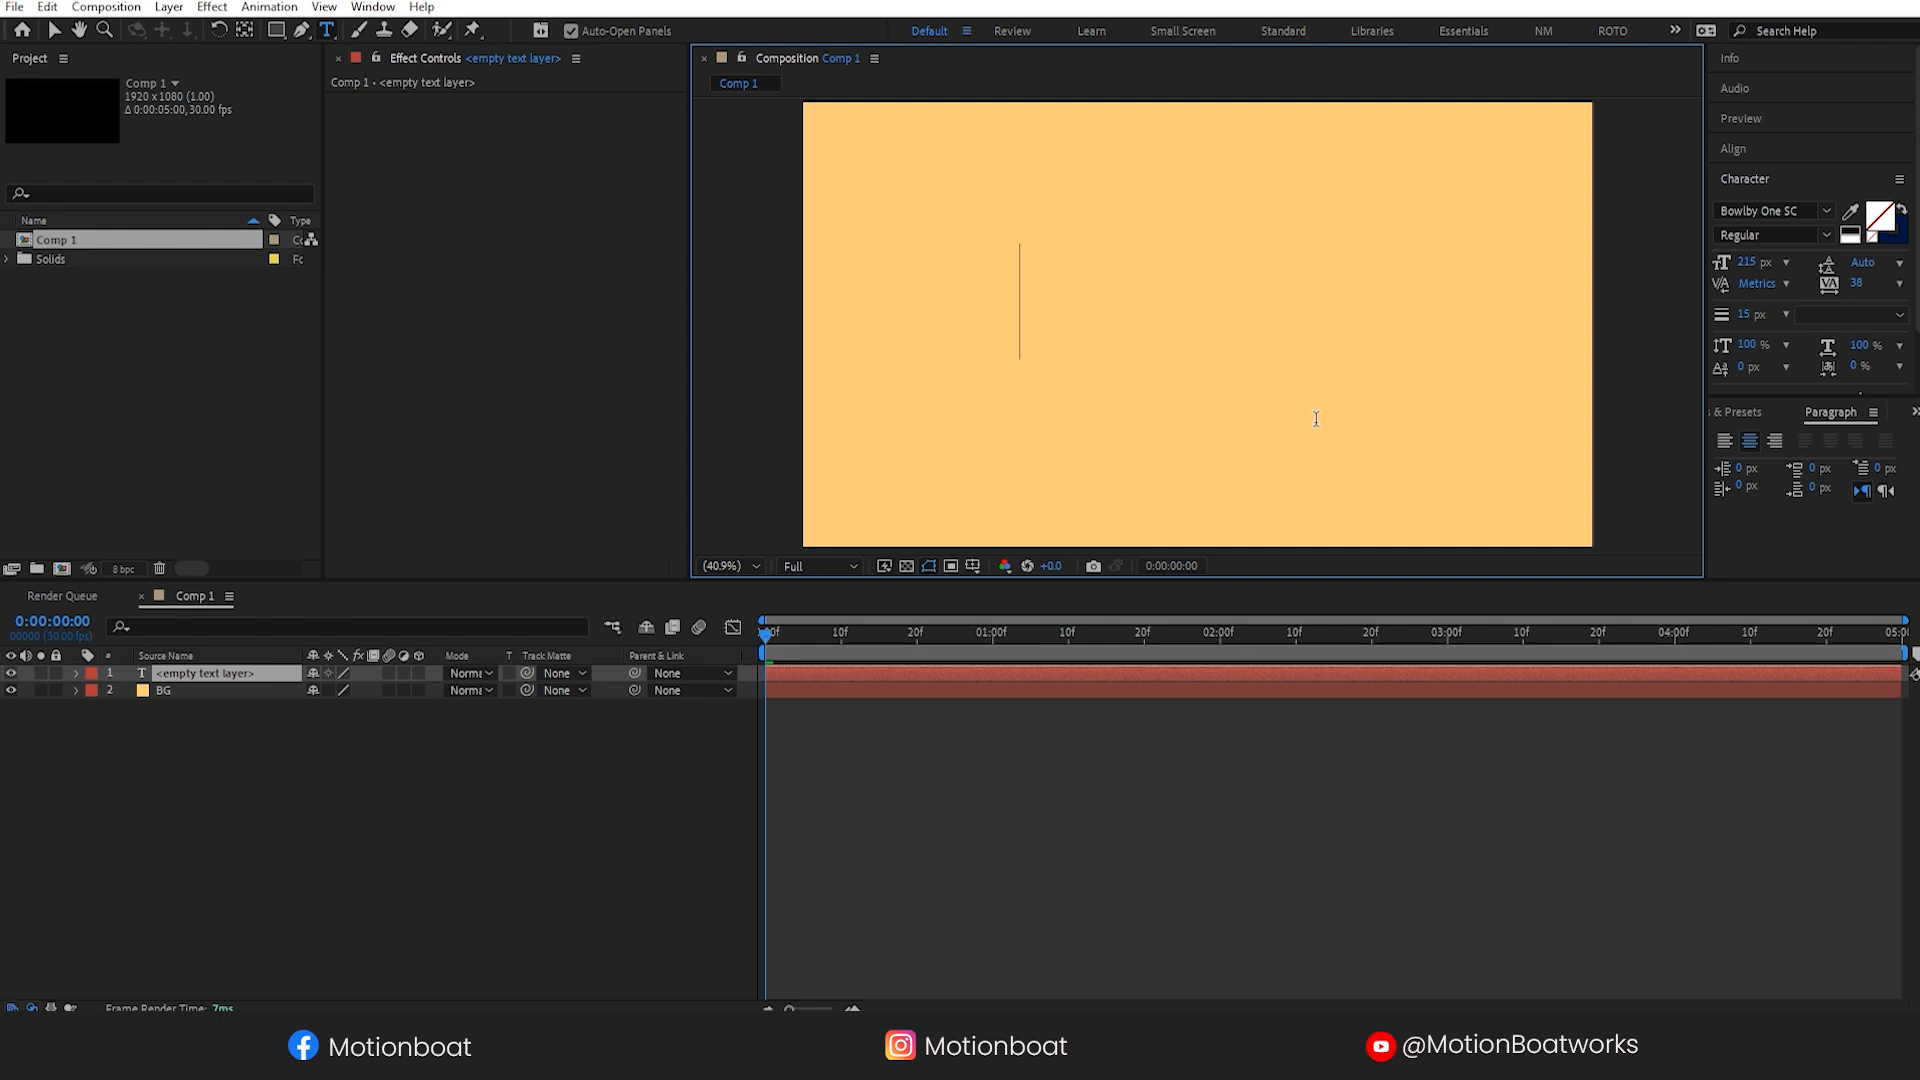 File Edit Composition Layer Effect Animation View Window Help
Auto-Open Panels
Default Review Learn Small Screen Standard Libraries Essentials NM ROTO Search Help
Project
Comp 1
1920 x 1080 (1.00)
Δ 0:00:05:00, 30.00 fps
Name Type
Comp 1
Solids Fc
8 bpc
Effect Controls <empty text layer>
Comp 1 · <empty text layer>
Composition Comp 1
Comp 1
(40.9%) Full +0.0 0:00:00:00
Info
Audio
Preview
Align
Character
Bowlby One SC
Regular
215 px Auto
Metrics 38
15 px
100 % 100 %
0 px 0 %
& Presets Paragraph
0 px 0 px 0 px
0 px 0 px
Render Queue Comp 1
0:00:00:00
00000 (30.00 fps)
10f 20f 01:00f 10f 20f 02:00f 10f 20f 03:00f 10f 20f 04:00f 10f 20f 05:0
# Source Name fx Mode T Track Matte Parent & Link
1 T <empty text layer> Norma None None
2 BG Norma None None
Frame Render Time: 7ms
Motionboat Motionboat @MotionBoatworks